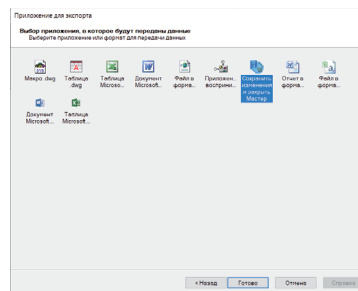 Приложение для экспорта
Выбор приложения, в которое будут переданы данные
Выберите приложение или формат для передачи данных
Макро dwg
Таблица dwg
Таблица Microso...
Документ Microsoft...
Файл в форма...
Приложен... восприни...
Сохранить изменения и закрыть Мастер
Отчет в форма...
Файл в форма...
Документ Microsoft...
Таблица Microsoft...
< Назад
Готово
Отмена
Справка